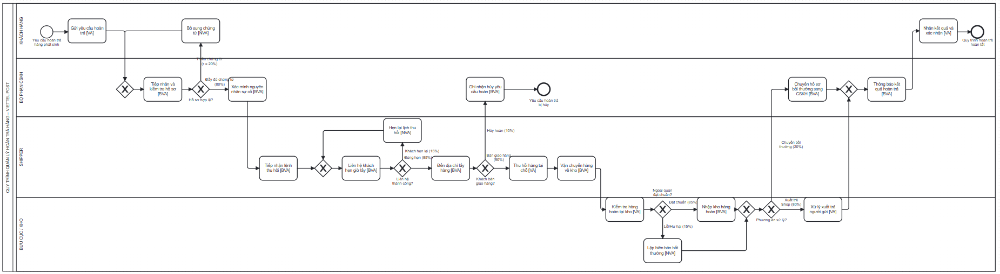 QUY TRÌNH QUẢN LÝ HOÀN TRẢ HÀNG – VIETTEL POST
KHÁCH HÀNG
Yêu cầu hoàn trả
hàng phát sinh
Gửi yêu cầu hoàn
trả [VA]
Bổ sung chứng
từ [NVA]
Thiếu chứng từ
(r = 20%)
Nhận kết quả và
xác nhận [VA]
Quy trình hoàn trả
hoàn tất
BỘ PHẬN CSKH
Tiếp nhận và
kiểm tra hồ sơ
[BVA]
Hồ sơ hợp lệ?
Đầy đủ chứng từ
(80%)
Xác minh nguyên
nhân sự cố [BVA]
Ghi nhận hủy yêu
cầu hoàn [BVA]
Yêu cầu hoàn trả
bị hủy
Chuyển hồ sơ
bồi thường sang
CSKH [BVA]
Thông báo kết
quả hoàn trả
[BVA]
SHIPPER
Tiếp nhận lệnh
thu hồi [BVA]
Hẹn lại lịch thu
hồi [NVA]
Liên hệ khách
hẹn giờ lấy [BVA]
Khách hẹn lại (15%)
Đúng hẹn (85%)
Liên hệ
thành công?
Đến địa chỉ lấy
hàng [BVA]
Hủy hoàn (10%)
Bàn giao hàng
(90%)
Khách bàn
giao hàng?
Thu hồi hàng tại
chỗ [VA]
Vận chuyển hàng
về kho [BVA]
Chuyển bồi
thường (20%)
BƯU CỤC / KHO
Kiểm tra hàng
hoàn tại kho [VA]
Ngoại quan
đạt chuẩn?
Đạt chuẩn (85%)
Lỗi/Hư hại (15%)
Nhập kho hàng
hoàn [BVA]
Lập biên bản bất
thường [NVA]
Phương án xử lý?
Xuất trả
Shop (80%)
Xử lý xuất trả
người gửi [VA]